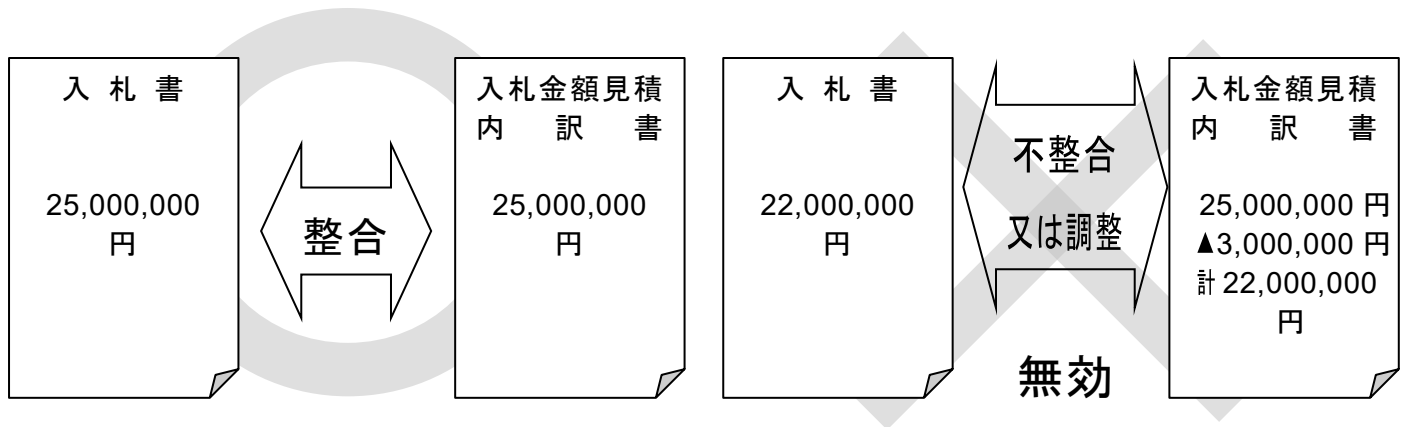 入 札 書
25,000,000
円
整合
入札金額見積
内 訳 書
25,000,000
円
入 札 書
22,000,000
円
不整合
又は調整
無効
入札金額見積
内 訳 書
25,000,000 円
▲3,000,000 円
計 22,000,000
円